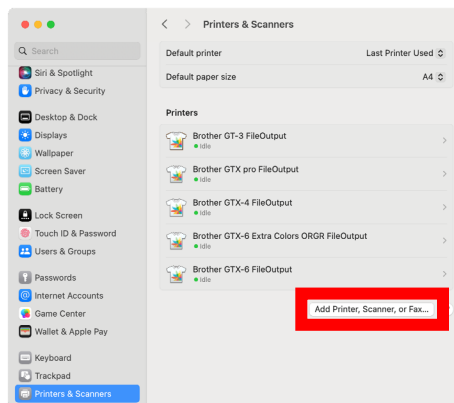 Printers & Scanners
Search
Siri & Spotlight
Privacy & Security
Desktop & Dock
Displays
Wallpaper
Screen Saver
Battery
Lock Screen
Touch ID & Password
Users & Groups
Passwords
Internet Accounts
Game Center
Wallet & Apple Pay
Keyboard
Trackpad
Printers & Scanners
Default printer Last Printer Used
Default paper size A4
Printers
Brother GT-3 FileOutput
Idle
Brother GTX pro FileOutput
Idle
Brother GTX-4 FileOutput
Idle
Brother GTX-6 Extra Colors ORGR FileOutput
Idle
Brother GTX-6 FileOutput
Idle
Add Printer, Scanner, or Fax...